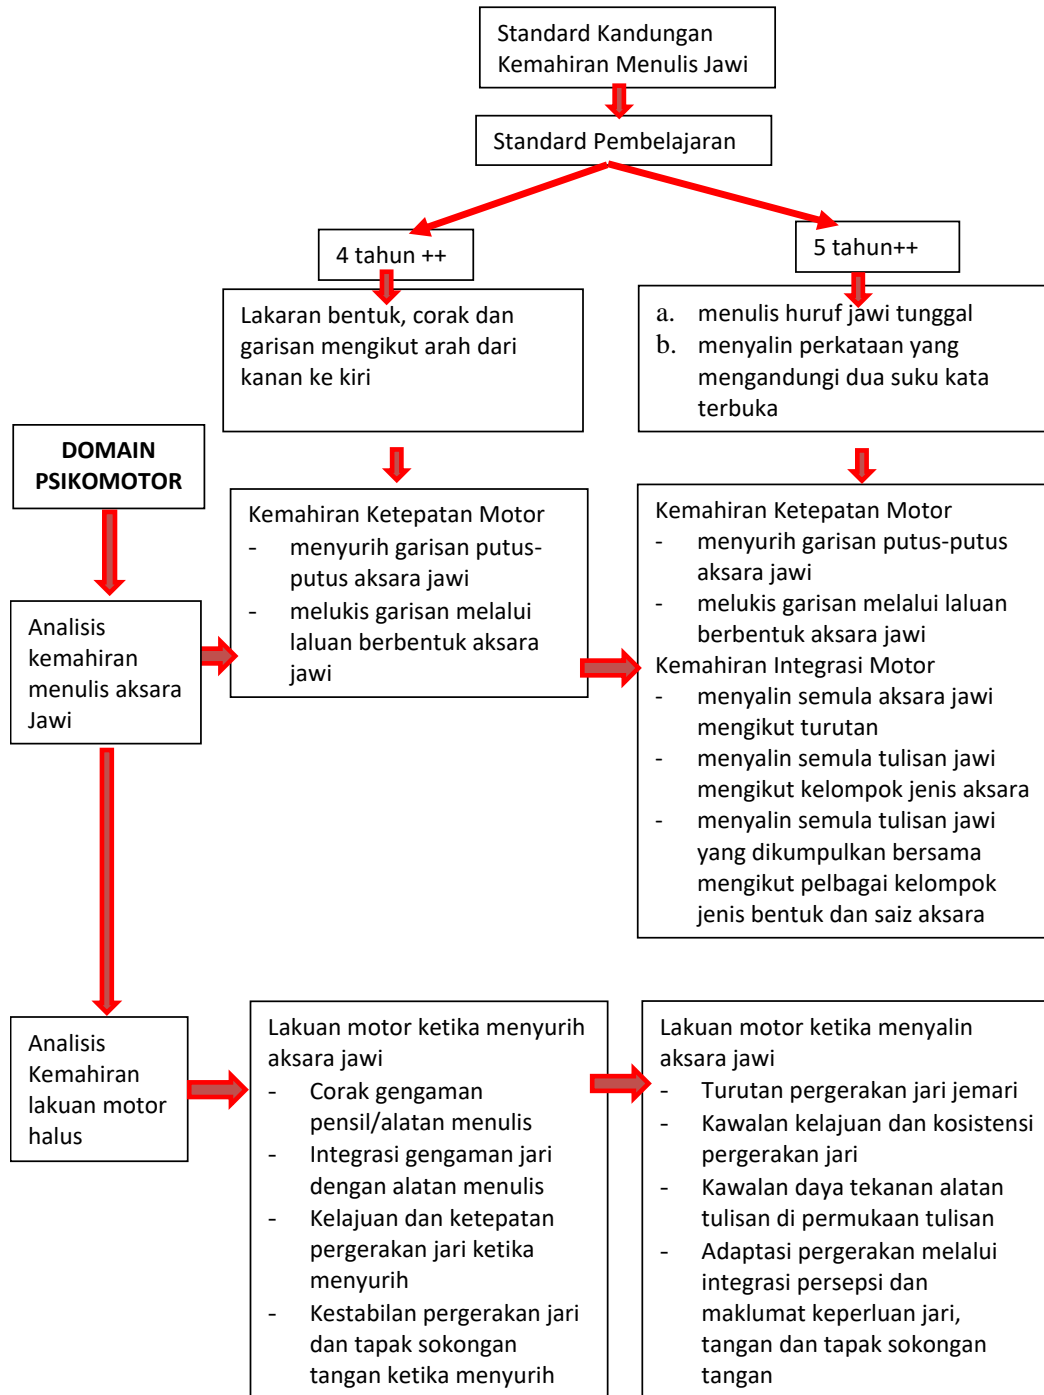 Standard Kandungan
Kemahiran Menulis Jawi
Standard Pembelajaran
4 tahun ++
5 tahun++
Lakaran bentuk, corak dan
garisan mengikut arah dari
kanan ke kiri
a. menulis huruf jawi tunggal
b. menyalin perkataan yang
mengandungi dua suku kata
terbuka
DOMAIN
PSIKOMOTOR
Analisis
kemahiran
menulis aksara
Jawi
Kemahiran Ketepatan Motor
- menyurih garisan putus-
putus aksara jawi
- melukis garisan melalui
laluan berbentuk aksara
jawi
Kemahiran Ketepatan Motor
- menyurih garisan putus-putus
aksara jawi
- melukis garisan melalui laluan
berbentuk aksara jawi
Kemahiran Integrasi Motor
- menyalin semula aksara jawi
mengikut turutan
- menyalin semula tulisan jawi
mengikut kelompok jenis aksara
- menyalin semula tulisan jawi
yang dikumpulkan bersama
mengikut pelbagai kelompok
jenis bentuk dan saiz aksara
Analisis
Kemahiran
lakuan motor
halus
Lakuan motor ketika menyurih
aksara jawi
- Corak gengaman
pensil/alatan menulis
- Integrasi gengaman jari
dengan alatan menulis
- Kelajuan dan ketepatan
pergerakan jari ketika
menyurih
- Kestabilan pergerakan jari
dan tapak sokongan
tangan ketika menyurih
Lakuan motor ketika menyalin
aksara jawi
- Turutan pergerakan jari jemari
- Kawalan kelajuan dan kosistensi
pergerakan jari
- Kawalan daya tekanan alatan
tulisan di permukaan tulisan
- Adaptasi pergerakan melalui
integrasi persepsi dan
maklumat keperluan jari,
tangan dan tapak sokongan
tangan